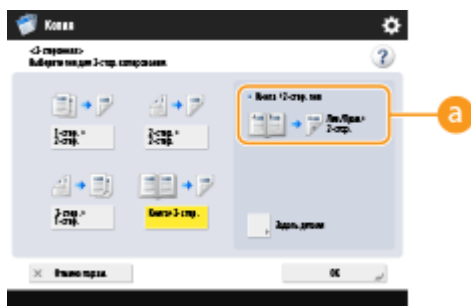 Копия
<2-сторонняя>
Выберите тип для 2-стор. копирования.
?
1-стор. ▸
2-стор.
2-стор. ▸
2-стор.
2-стор. ▸
1-стор.
Книга▸ 2-стор.
▪ Книга ▸ 2-стор. тип
Лев./Прав.▸
2-стор.
Задать детали
Отмена парам.
OK
a